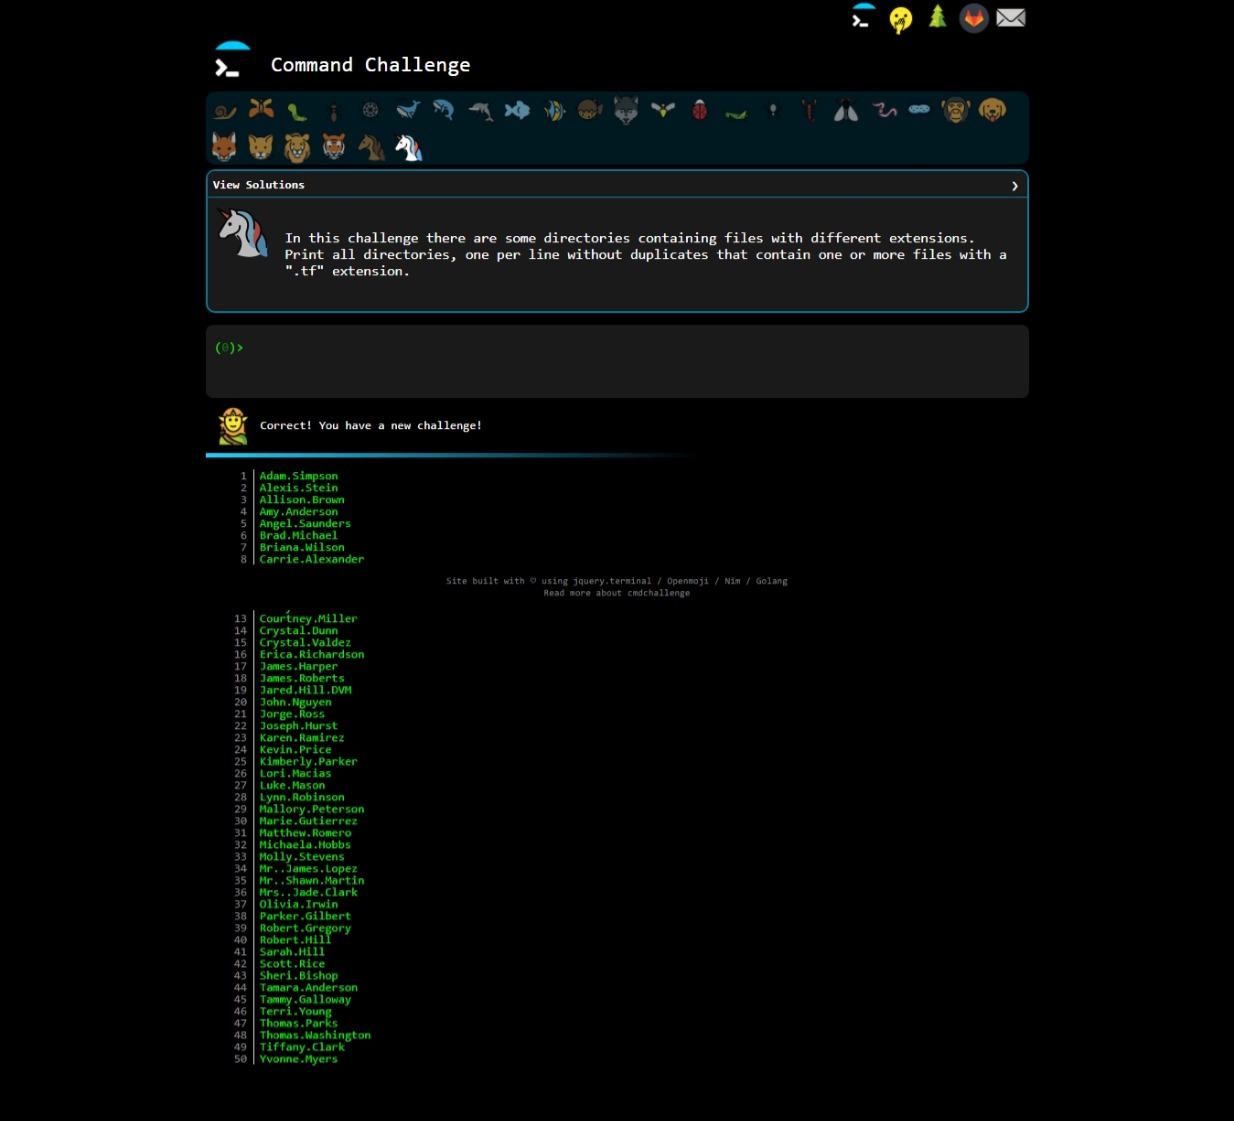 Command Challenge
View Solutions
In this challenge there are some directories containing files with different extensions.
Print all directories, one per line without duplicates that contain one or more files with a
".tf" extension.
(0)>
Correct! You have a new challenge!
1 Adam.Simpson
2 Alexis.Stein
3 Allison.Brown
4 Amy.Anderson
5 Angel.Saunders
6 Brad.Michael
7 Briana.Wilson
8 Carrie.Alexander
Site built with ♡ using jquery.terminal / Openmoji / Nim / Golang
Read more about cmdchallenge
13 Courtney.Miller
14 Crystal.Dunn
15 Crystal.Valdez
16 Erica.Richardson
17 James.Harper
18 James.Roberts
19 Jared.Hill.DVM
20 John.Nguyen
21 Jorge.Ross
22 Joseph.Hurst
23 Karen.Ramirez
24 Kevin.Price
25 Kimberly.Parker
26 Lori.Macias
27 Luke.Mason
28 Lynn.Robinson
29 Mallory.Peterson
30 Marie.Gutierrez
31 Matthew.Romero
32 Michaela.Hobbs
33 Molly.Stevens
34 Mr..James.Lopez
35 Mr..Shawn.Martin
36 Mrs..Jade.Clark
37 Olivia.Irwin
38 Parker.Gilbert
39 Robert.Gregory
40 Robert.Hill
41 Sarah.Hill
42 Scott.Rice
43 Sheri.Bishop
44 Tamara.Anderson
45 Tammy.Galloway
46 Terri.Young
47 Thomas.Parks
48 Thomas.Washington
49 Tiffany.Clark
50 Yvonne.Myers